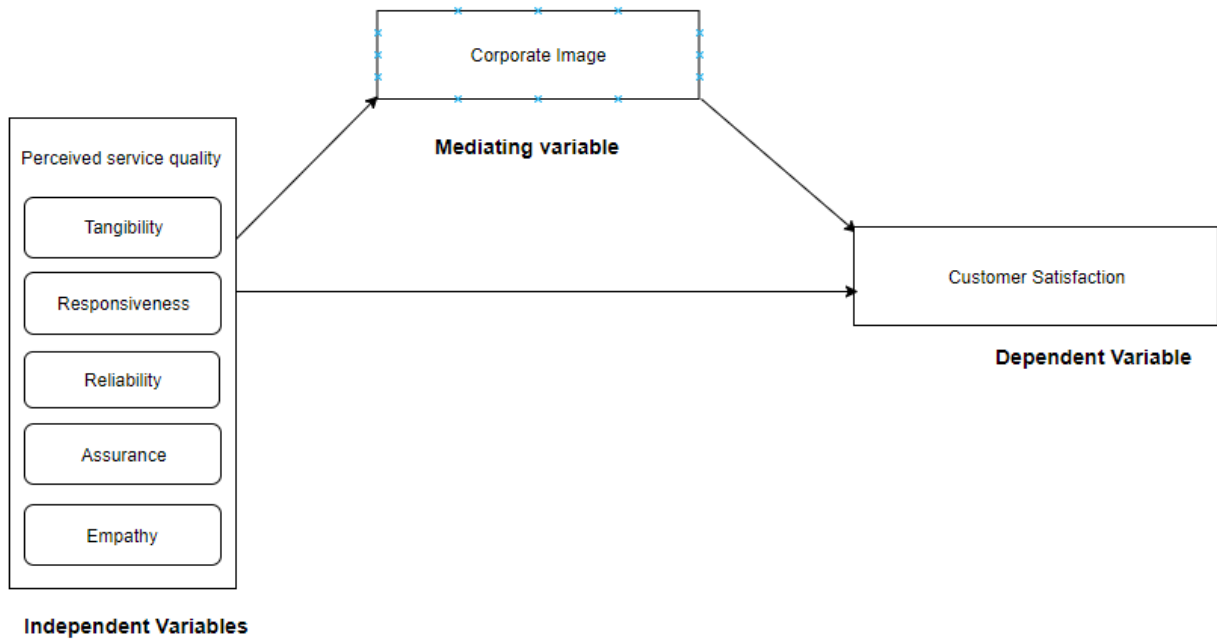 Corporate Image
Mediating variable
Perceived service quality
Tangibility
Responsiveness
Reliability
Assurance
Empathy
Independent Variables
Customer Satisfaction
Dependent Variable